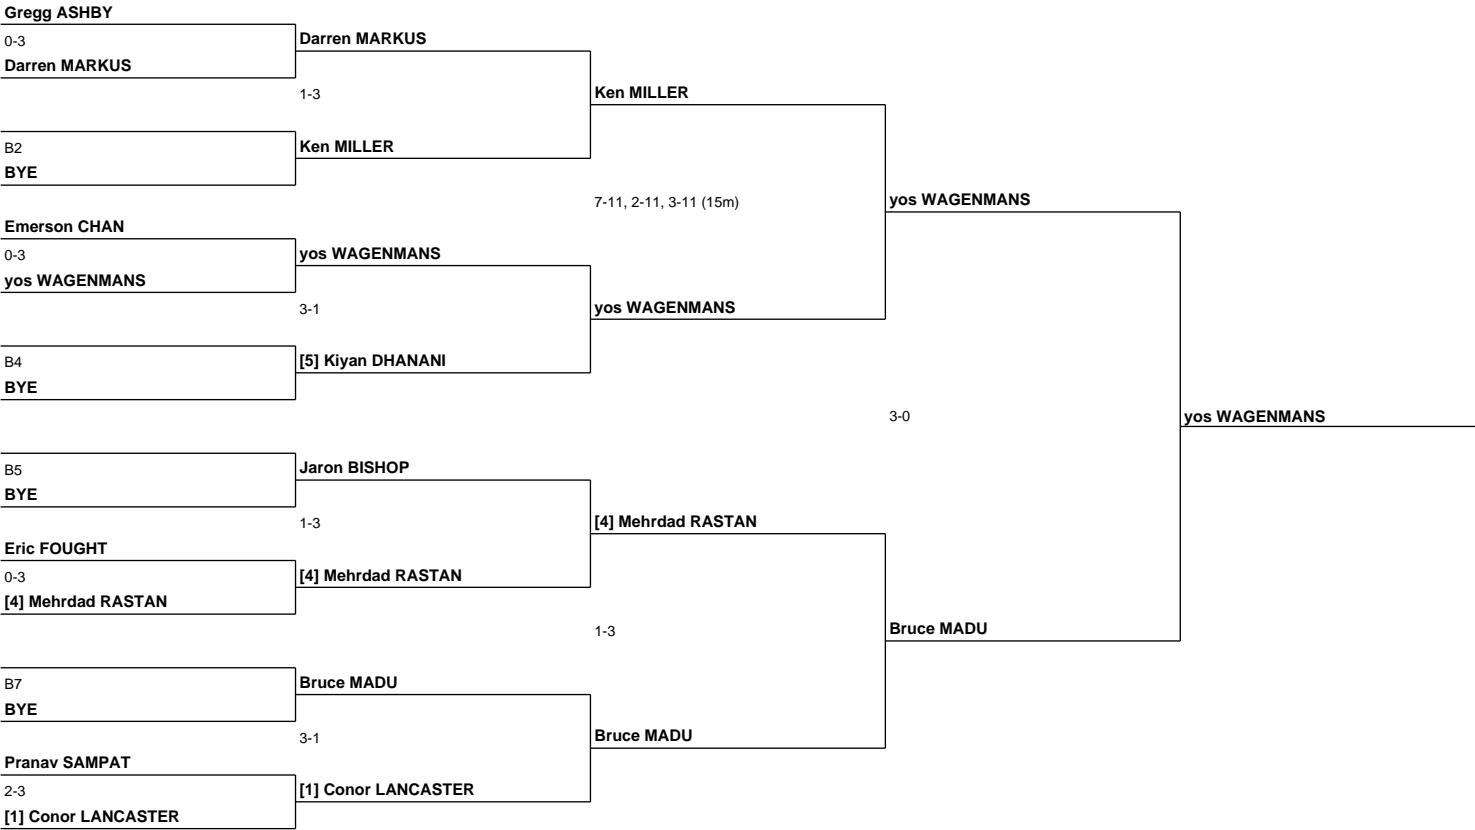 Gregg ASHBY
0-3
Darren MARKUS
B2
BYE
Emerson CHAN
0-3
yos WAGENMANS
B4
BYE
B5
BYE
Eric FOUGHT
0-3
[4] Mehrdad RASTAN
B7
BYE
Pranav SAMPAT
2-3
[1] Conor LANCASTER
Darren MARKUS
1-3
Ken MILLER
yos WAGENMANS
3-1
[5] Kiyan DHANANI
Jaron BISHOP
1-3
[4] Mehrdad RASTAN
Bruce MADU
3-1
[1] Conor LANCASTER
Ken MILLER
7-11, 2-11, 3-11 (15m)
yos WAGENMANS
[4] Mehrdad RASTAN
1-3
Bruce MADU
yos WAGENMANS
3-0
Bruce MADU
yos WAGENMANS